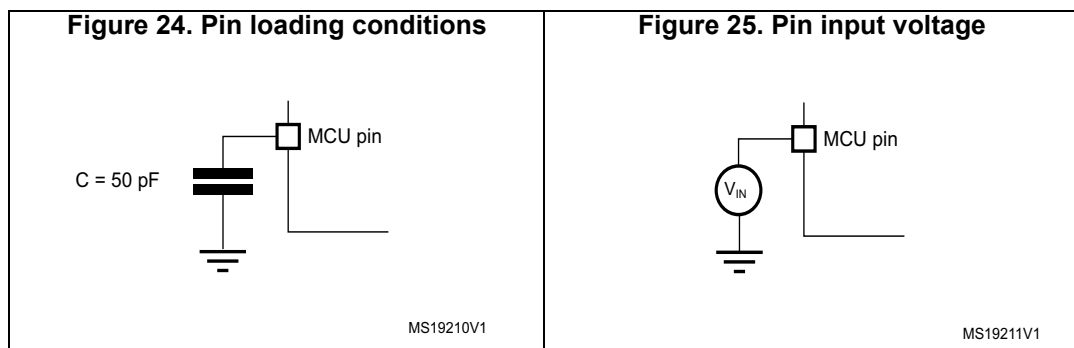 Figure 24. Pin loading conditions
MCU pin
C = 50 pF
MS19210V1
Figure 25. Pin input voltage
MCU pin
VIN
MS19211V1